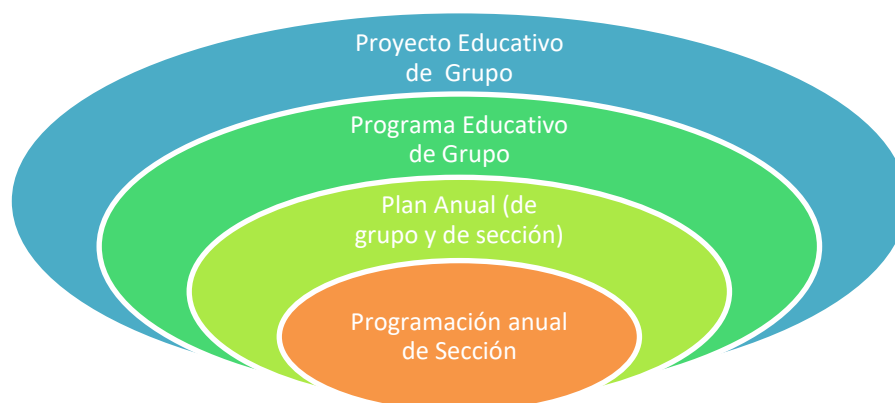 Proyecto Educativo
de Grupo
Programa Educativo
de Grupo
Plan Anual (de
grupo y de sección)
Programación anual
de Sección